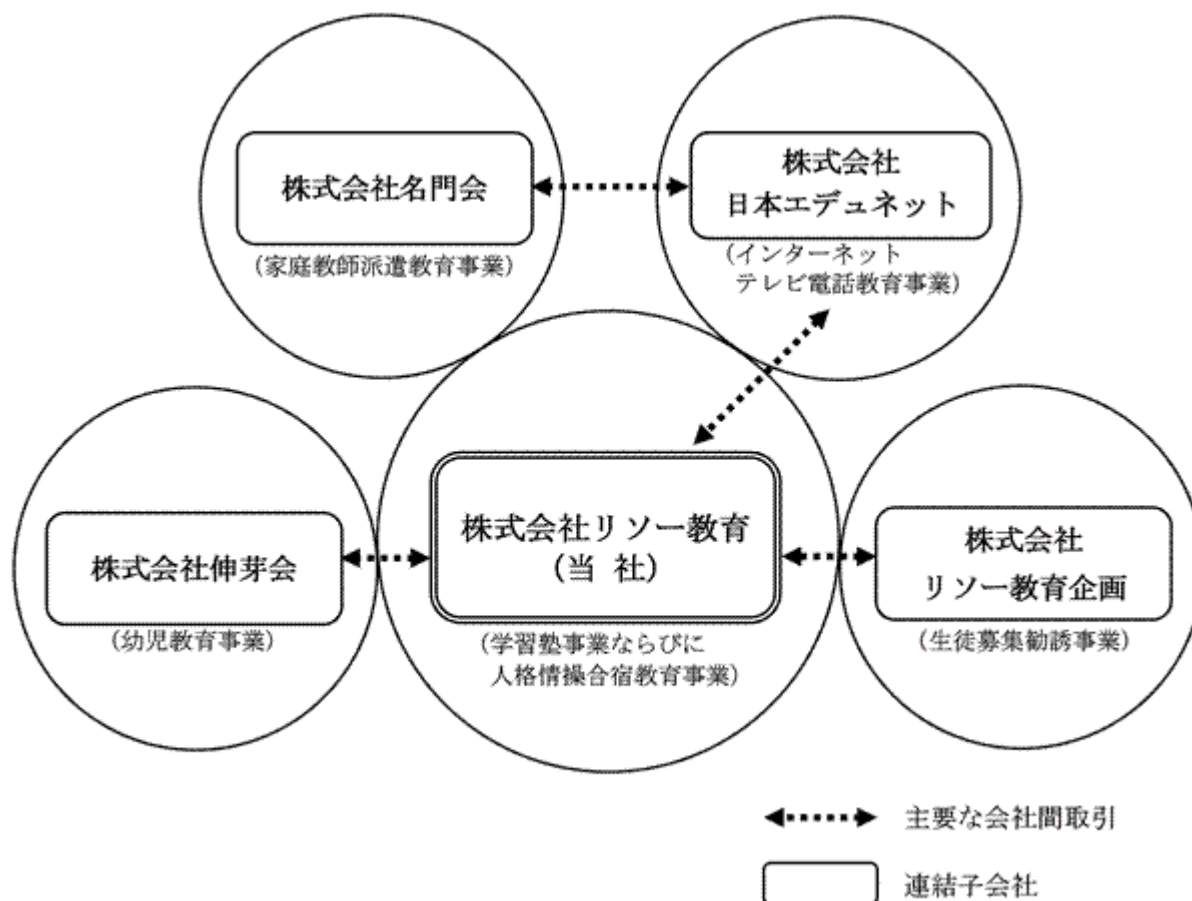 株式会社名門会
(家庭教師派遣教育事業)
株式会社
日本エデュネット
(インターネット
テレビ電話教育事業)
株式会社伸芽会
(幼児教育事業)
株式会社リソー教育
(当 社)
(学習塾事業ならびに
人格情操合宿教育事業)
株式会社
リソー教育企画
(生徒募集勧誘事業)
主要な会社間取引
連結子会社